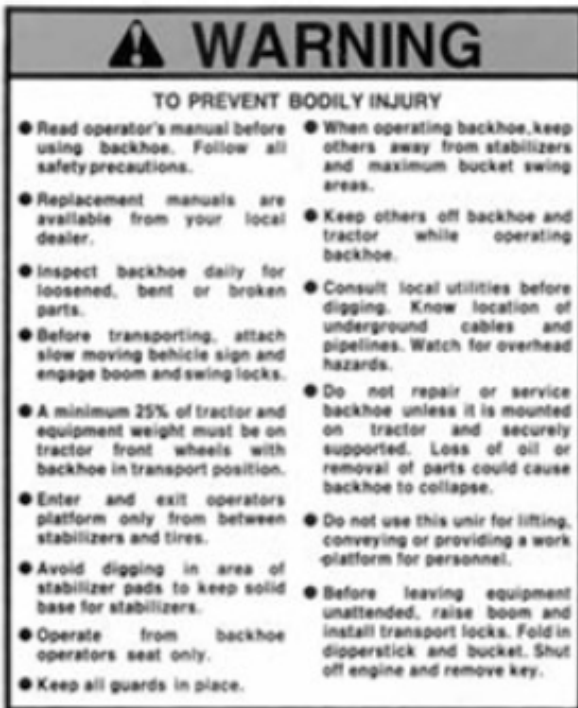 WARNING
TO PREVENT BODILY INJURY
● Read operator's manual before
using backhoe. Follow all
safety precautions.
● Replacement manuals are
available from your local
dealer.
● Inspect backhoe daily for
loosened, bent or broken
parts.
● Before transporting, attach
slow moving behicle sign and
engage boom and swing locks.
● A minimum 25% of tractor and
equipment weight must be on
tractor front wheels with
backhoe in transport position.
● Enter and exit operators
platform only from between
stabilizers and tires.
● Avoid digging in area of
stabilizer pads to keep solid
base for stabilizers.
● Operate from backhoe
operators seat only.
● Keep all guards in place.
● When operating backhoe, keep
others away from stabilizers
and maximum bucket swing
areas.
● Keep others off backhoe and
tractor while operating
backhoe.
● Consult local utilities before
digging. Know location of
underground cables and
pipelines. Watch for overhead
hazards.
● Do not repair or service
backhoe unless it is mounted
on tractor and securely
supported. Loss of oil or
removal of parts could cause
backhoe to collapse.
● Do not use this unir for lifting,
conveying or providing a work
platform for personnel.
● Before leaving equipment
unattended, raise boom and
install transport locks. Fold in
dipperstick and bucket. Shut
off engine and remove key.